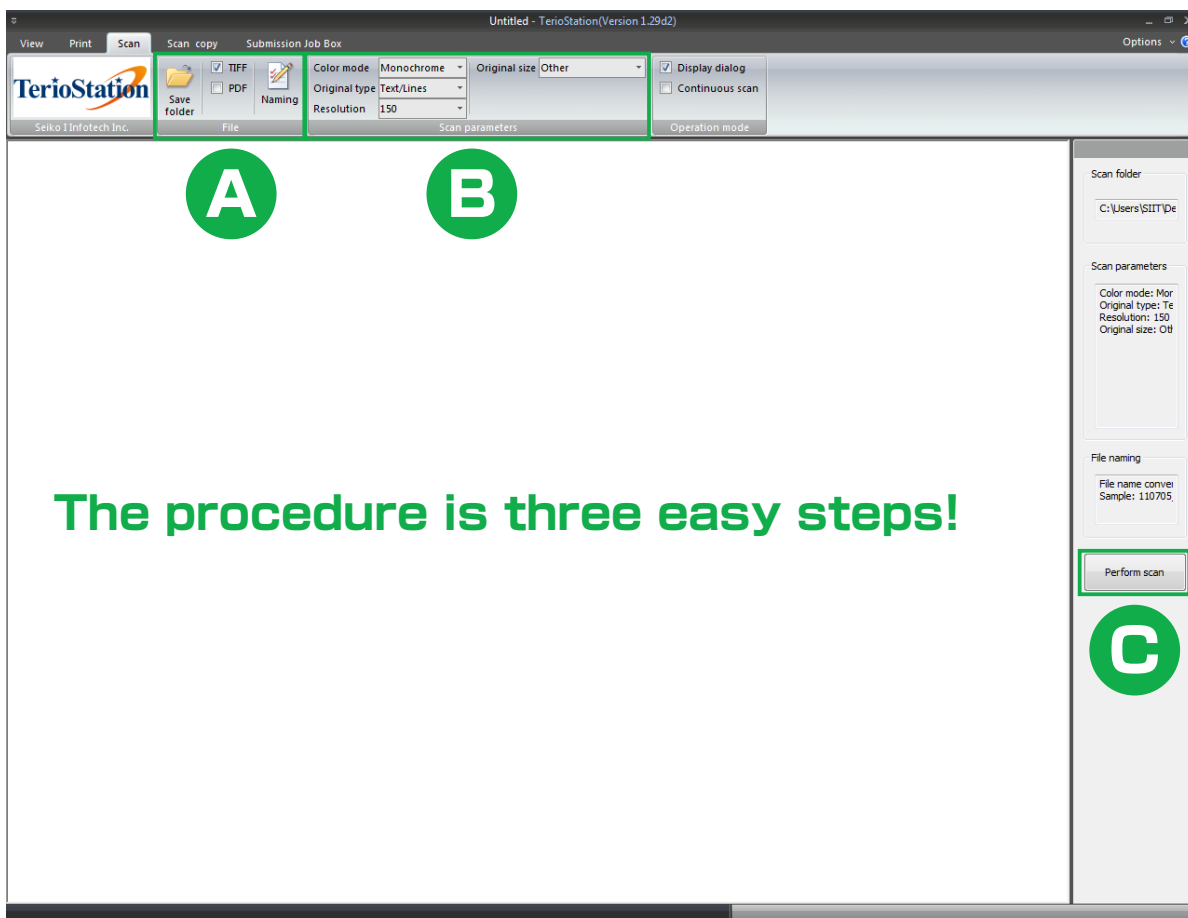 Untitled - TerioStation(Version 1.29d2)
View Print Scan Scan copy Submission Job Box Options
TerioStation
Seiko I Infotech Inc.
Save folder
TIFF
PDF
Naming
File
Color mode Monochrome
Original type Text/Lines
Resolution 150
Original size Other
Scan parameters
Display dialog
Continuous scan
Operation mode
A
B
Scan folder
C:\Users\SIIT\De
Scan parameters
Color mode: Mor
Original type: Te
Resolution: 150
Original size: Otl
File naming
File name conver
Sample: 110705_
The procedure is three easy steps!
Perform scan
C